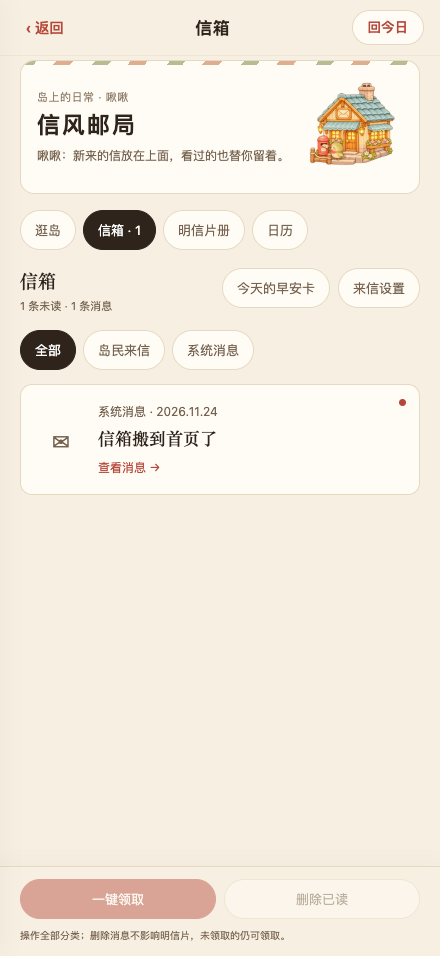 ‹ 返回
信箱
回今日
岛上的日常 · 啾啾
信风邮局
啾啾：新来的信放在上面，看过的也替你留着。
逛岛
信箱 · 1
明信片册
日历
信箱
1 条未读 · 1 条消息
今天的早安卡
来信设置
全部
岛民来信
系统消息
系统消息 · 2026.11.24
信箱搬到首页了
查看消息 →
一键领取
删除已读
操作全部分类；删除消息不影响明信片，未领取的仍可领取。